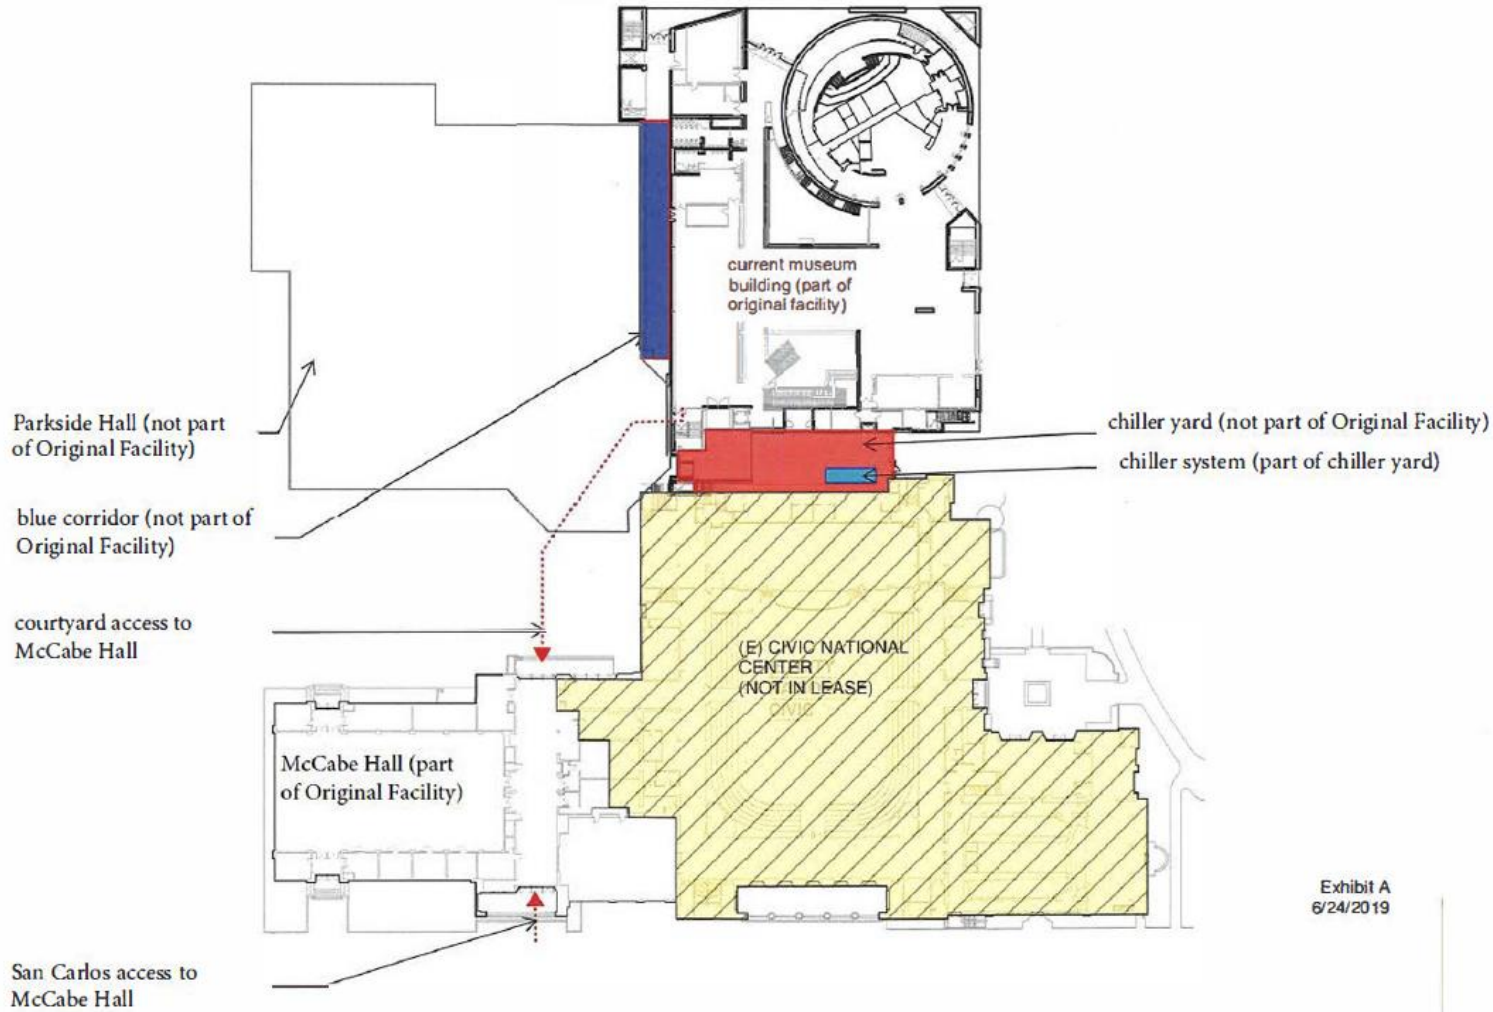 current museum
building (part of
original facility)
Parkside Hall (not part
of Original Facility)
chiller yard (not part of Original Facility)
chiller system (part of chiller yard)
blue corridor (not part of
Original Facility)
courtyard access to
McCabe Hall
(E) CIVIC NATIONAL
CENTER
(NOT IN LEASE)
CIVIC
McCabe Hall (part
of Original Facility)
Exhibit A
6/24/2019
San Carlos access to
McCabe Hall